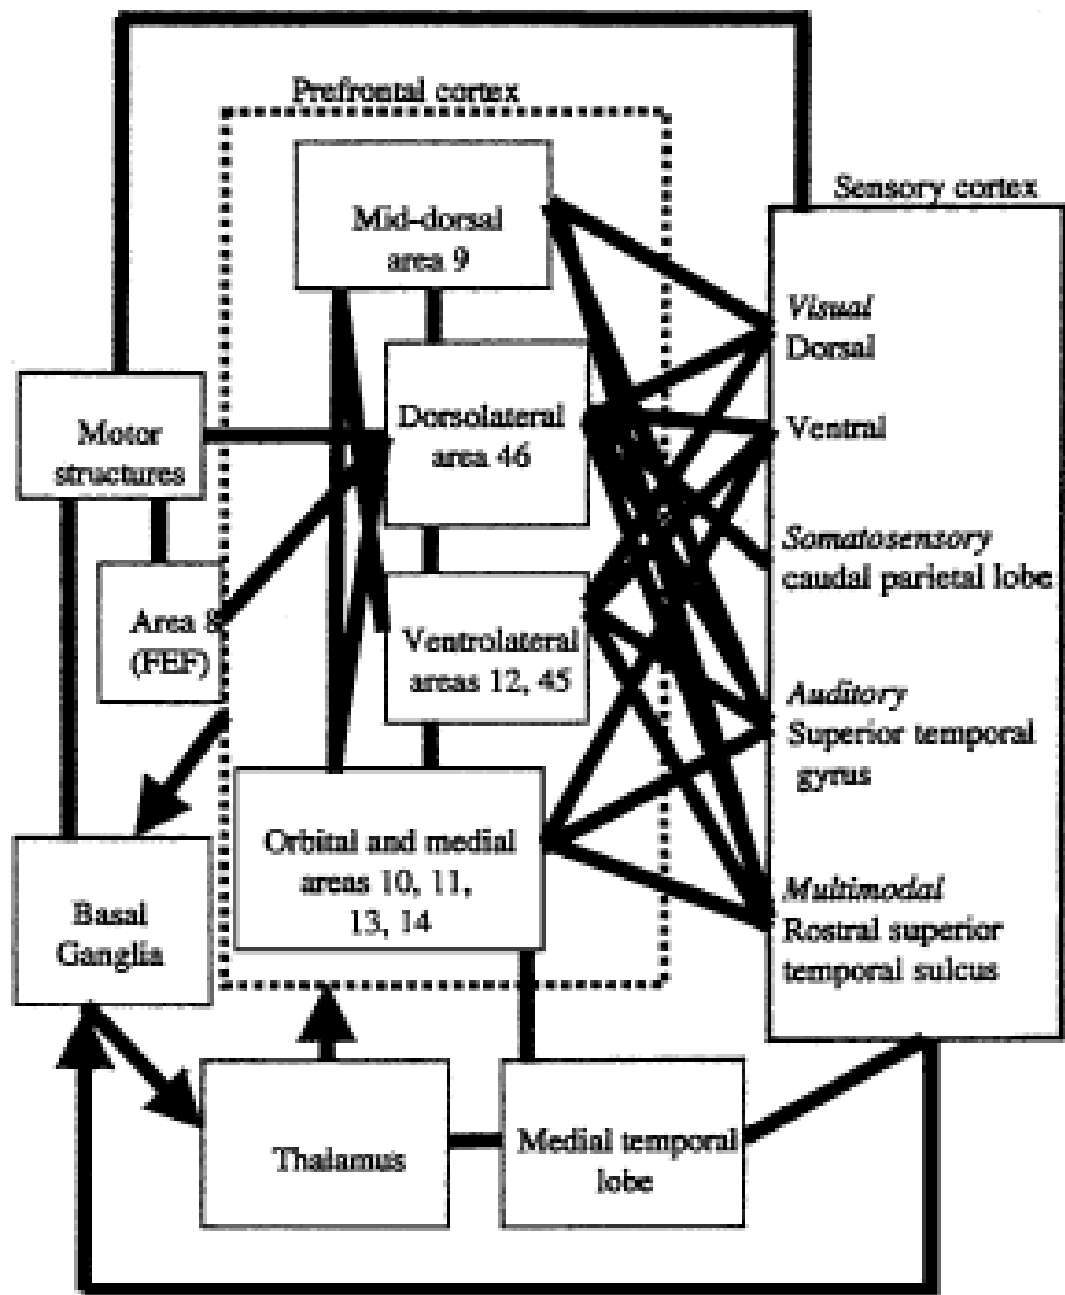 Prefrontal cortex
Mid-dorsal
area 9
Sensory cortex
Visual
Dorsal
Ventral
Somatosensory
caudal parietal lobe
Auditory
Superior temporal
gyrus
Multimodal
Rostral superior
temporal sulcus
Motor
structures
Dorsolateral
area 46
Area 8
(FEF)
Ventrolateral
areas 12, 45
Orbital and medial
areas 10, 11,
13, 14
Basal
Ganglia
Thalamus
Medial temporal
lobe